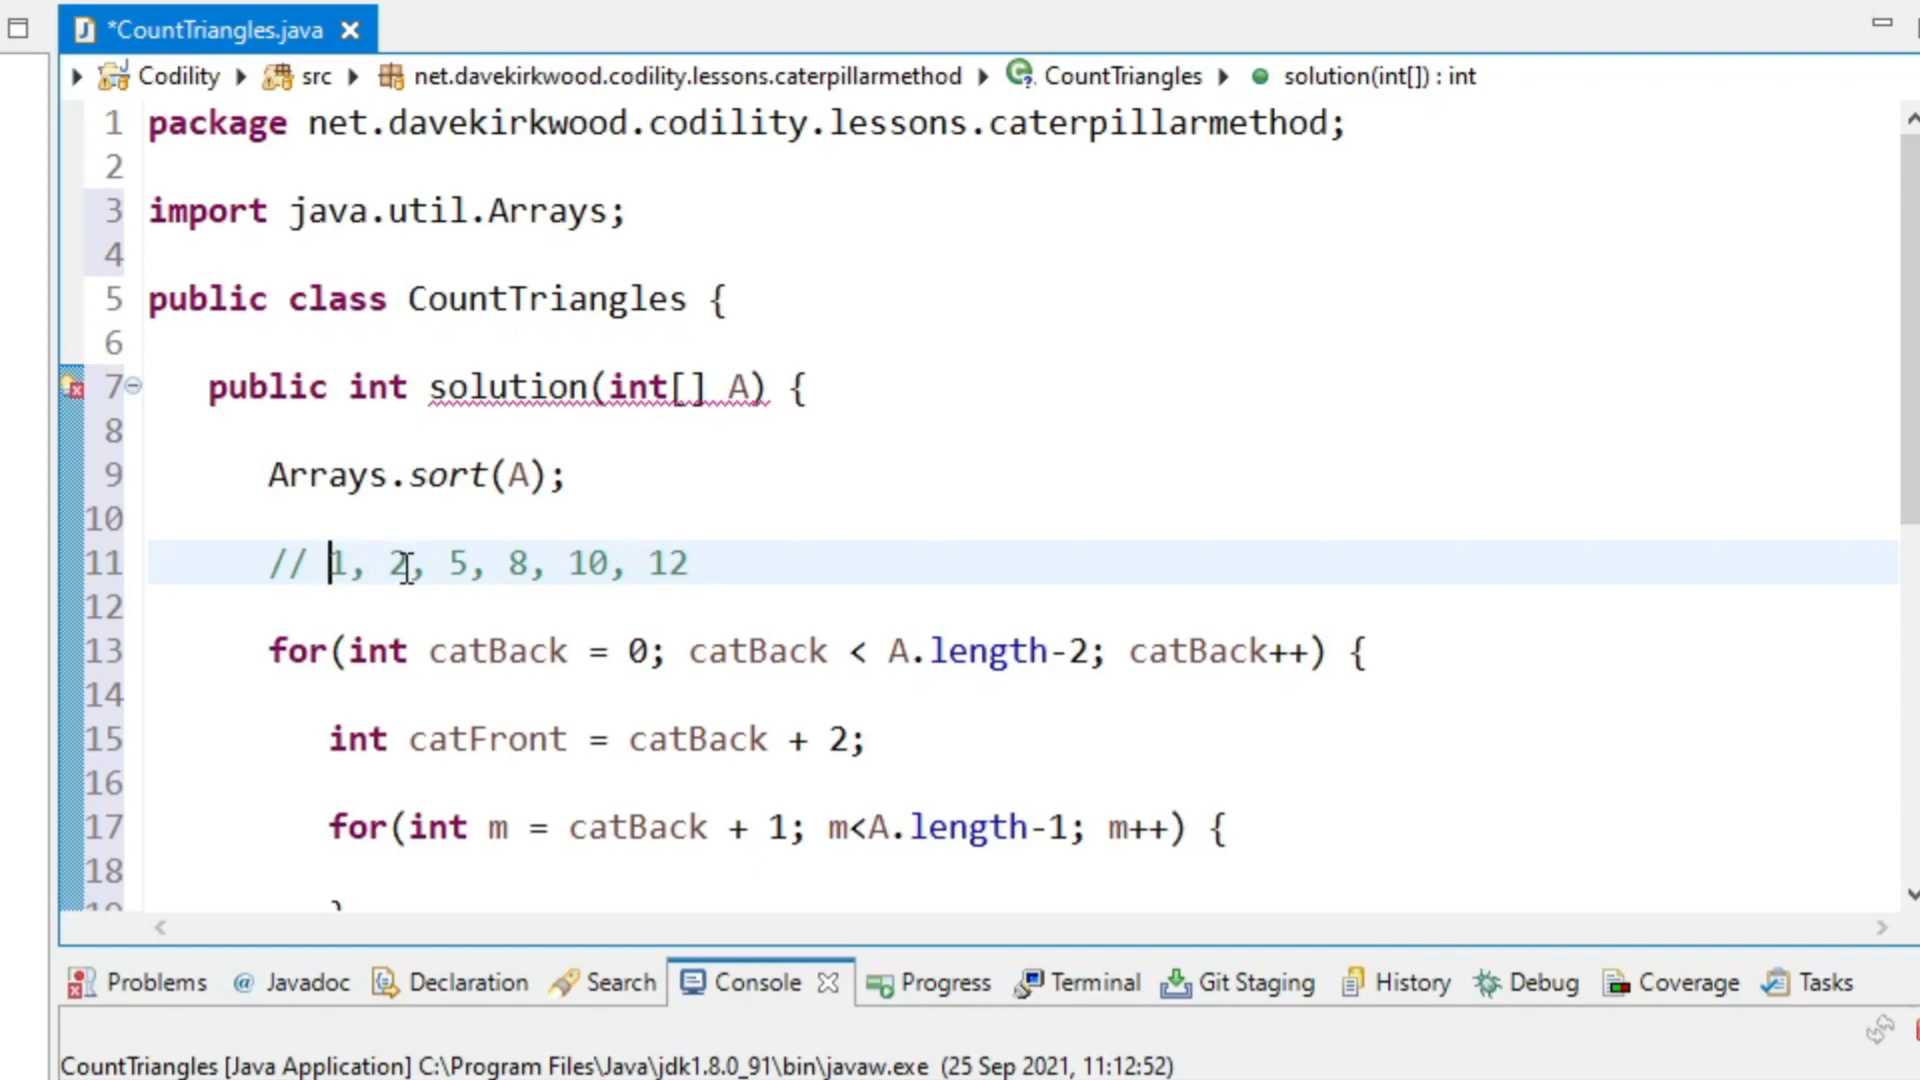 *CountTriangles.java
Codility src net.davekirkwood.codility.lessons.caterpillarmethod CountTriangles solution(int[]) : int
1 package net.davekirkwood.codility.lessons.caterpillarmethod;
2
3 import java.util.Arrays;
4
5 public class CountTriangles {
6
7 public int solution(int[] A) {
8
9 Arrays.sort(A);
10
11 // 1, 2, 5, 8, 10, 12
12
13 for(int catBack = 0; catBack < A.length-2; catBack++) {
14
15 int catFront = catBack + 2;
16
17 for(int m = catBack + 1; m<A.length-1; m++) {
18
Problems Javadoc Declaration Search Console Progress Terminal Git Staging History Debug Coverage Tasks
CountTriangles [Java Application] C:\Program Files\Java\jdk1.8.0_91\bin\javaw.exe (25 Sep 2021, 11:12:52)